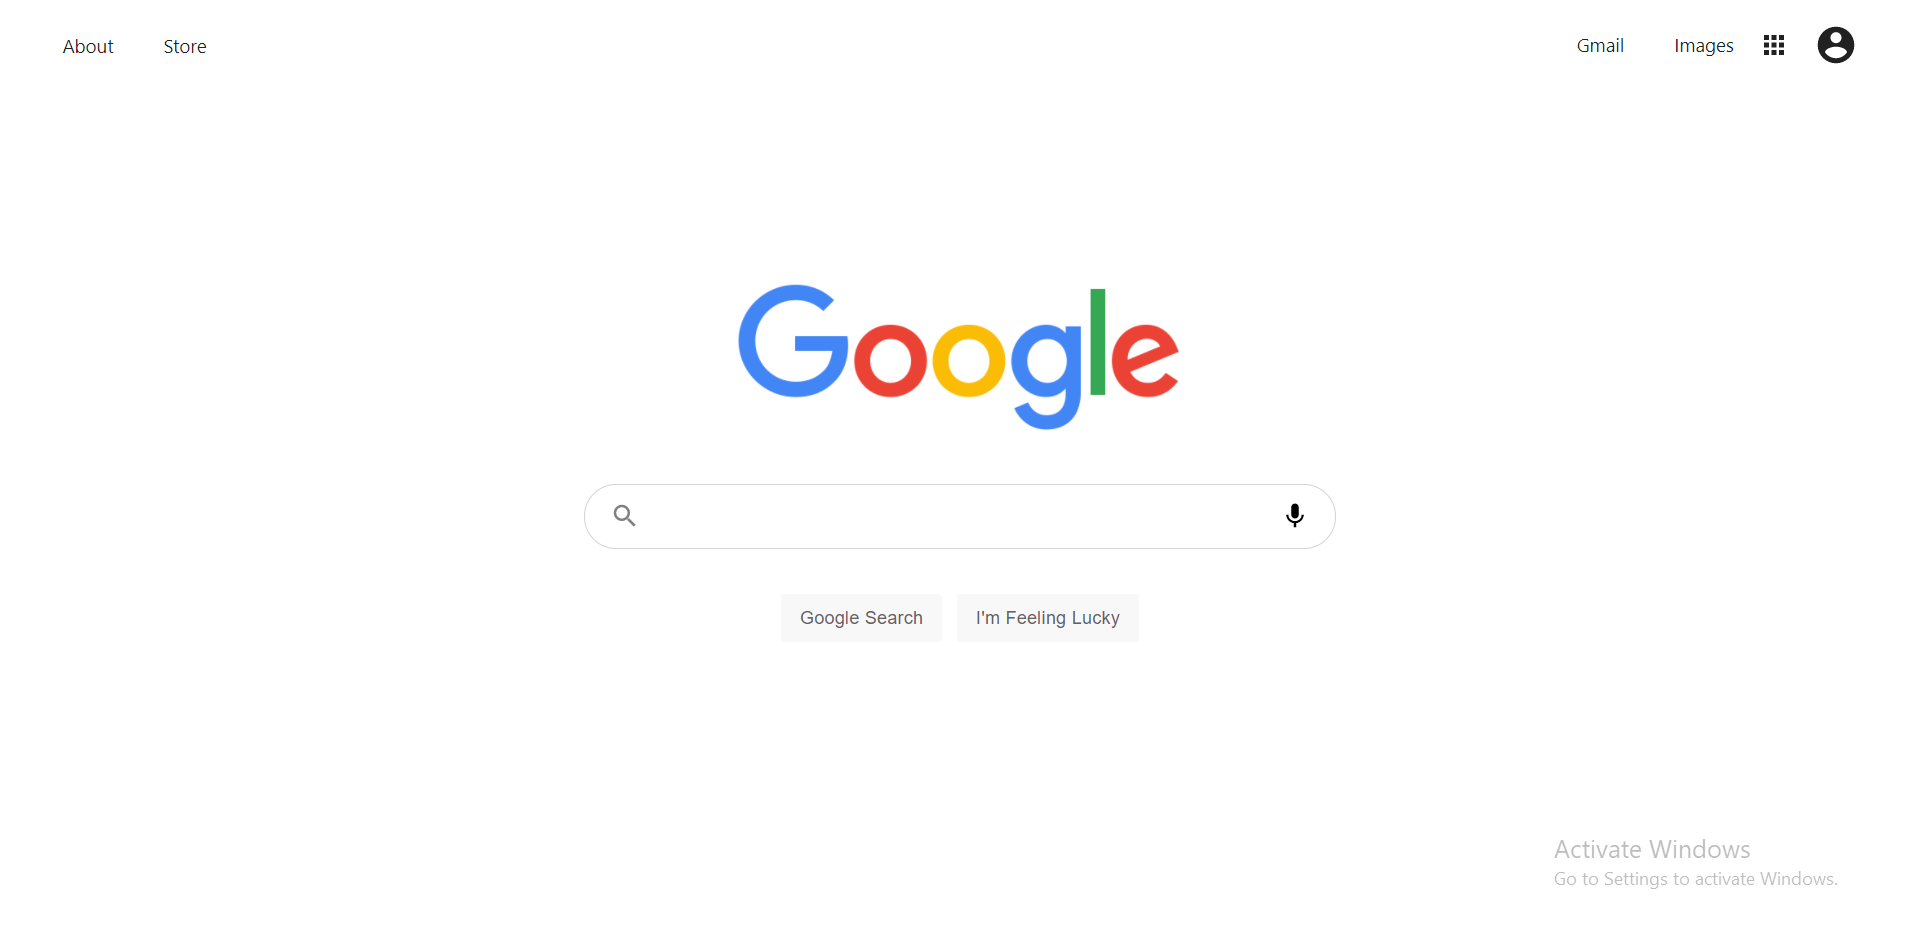 About Store Gmail Images
Google
Google Search I'm Feeling Lucky
Activate Windows
Go to Settings to activate Windows.